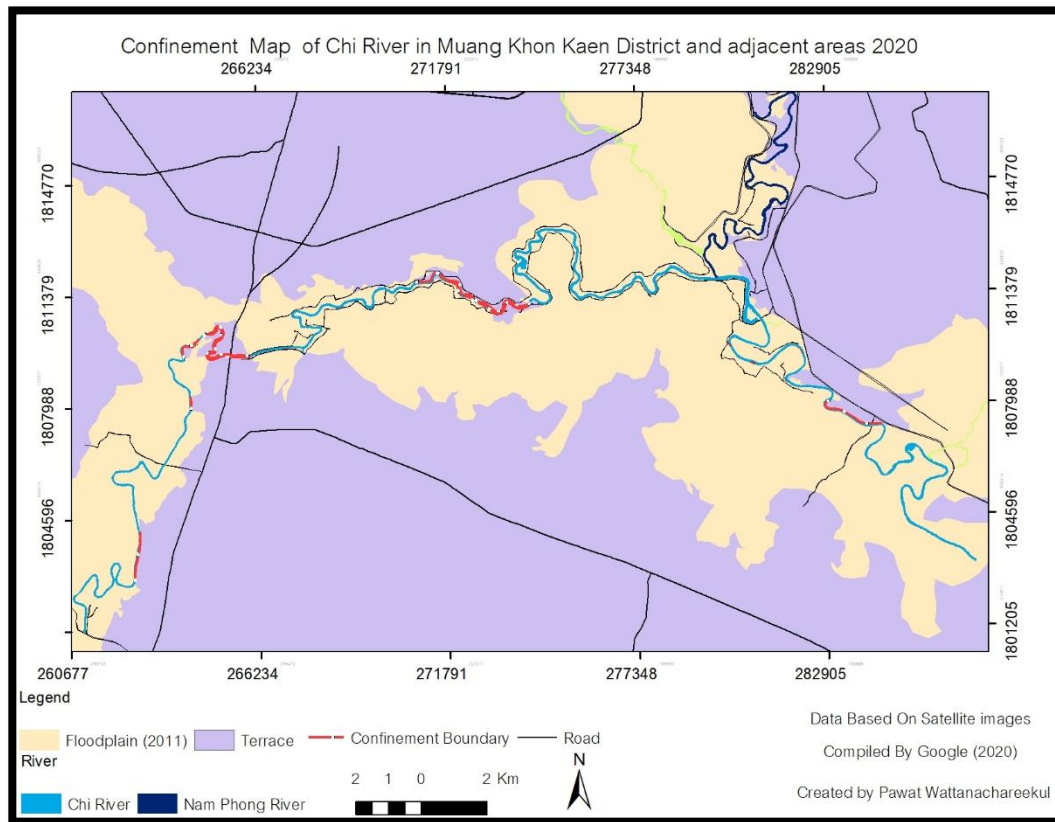 Confinement Map of Chi River in Muang Khon Kaen District and adjacent areas 2020
266234 271791 277348 282905
1814770 1814770
1811379 1811379
1807988 1807988
1804596 1804596
1801205
260677 266234 271791 277348 282905
Legend
Floodplain (2011) Terrace Confinement Boundary Road
River
Chi River Nam Phong River
2 1 0 2 Km
N
Data Based On Satellite images
Compiled By Google (2020)
Created by Pawat Wattanachareekul